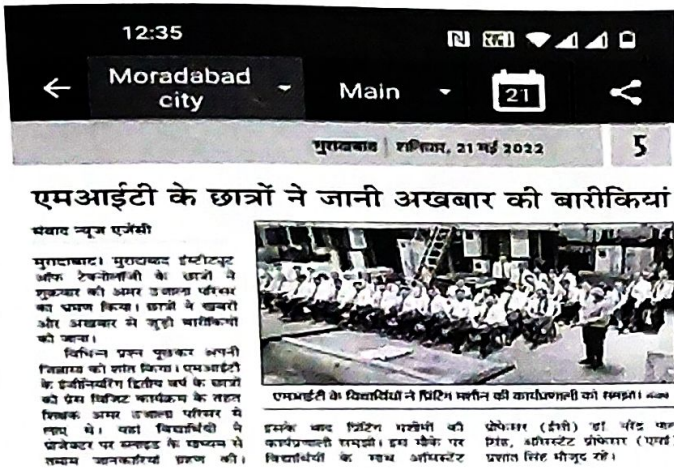 12:35
Moradabad city
Main
21
मुरादाबाद | शनिवार, 21 मई 2022
5
एमआईटी के छात्रों ने जानी अखबार की बारीकियां
संवाद न्यूज एजेंसी
मुरादाबाद। मुरादाबाद इंस्टीट्यूट
ऑफ टेक्नोलॉजी के छात्रों ने
शुक्रवार को अमर उजाला परिसर
का भ्रमण किया। छात्रों ने खबरों
और अखबार से जुड़ी बारीकियों
को जाना।
विभिन्न प्रश्न पूछकर अपनी
जिज्ञासा को शांत किया। एमआईटी
के इंजीनियरिंग द्वितीय वर्ष के छात्रों
को प्रेस विजिट कार्यक्रम के तहत
शिक्षक अमर उजाला परिसर में
लाए थे। यहां विद्यार्थियों ने
प्रोजेक्टर पर स्लाइड के माध्यम से
तमाम जानकारियां ग्रहण कीं।
एमआईटी के विद्यार्थियों ने प्रिंटिंग मशीन की कार्यप्रणाली को समझा।
इसके बाद प्रिंटिंग मशीनों की
कार्यप्रणाली समझी। इस मौके पर
विद्यार्थियों के साथ असिस्टेंट
प्रोफेसर (ईसी) डॉ नरेंद्र पाल
सिंह, असिस्टेंट प्रोफेसर
प्रशांत सिंह मौजूद रहे।